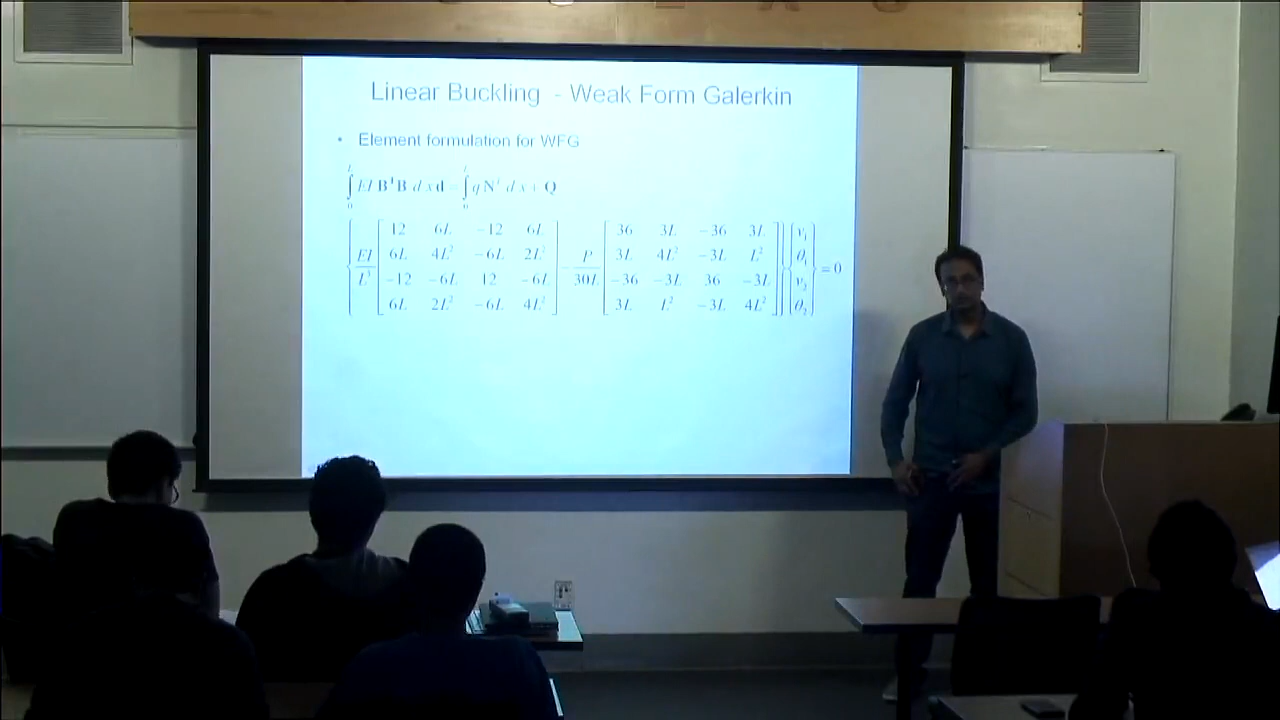 Linear Buckling - Weak Form Galerkin
• Element formulation for WFG
∫₀ᴸ EI BᵀB dx d = ∫₀ᴸ q Nᵀ dx + Q
{ EI/L³ [ 12 6L -12 6L ; 6L 4L² -6L 2L² ; -12 -6L 12 -6L ; 6L 2L² -6L 4L² ] - P/30L [ 36 3L -36 3L ; 3L 4L² -3L L² ; -36 -3L 36 -3L ; 3L L² -3L 4L² ] } { v₁ ; θ₁ ; v₂ ; θ₂ } = 0